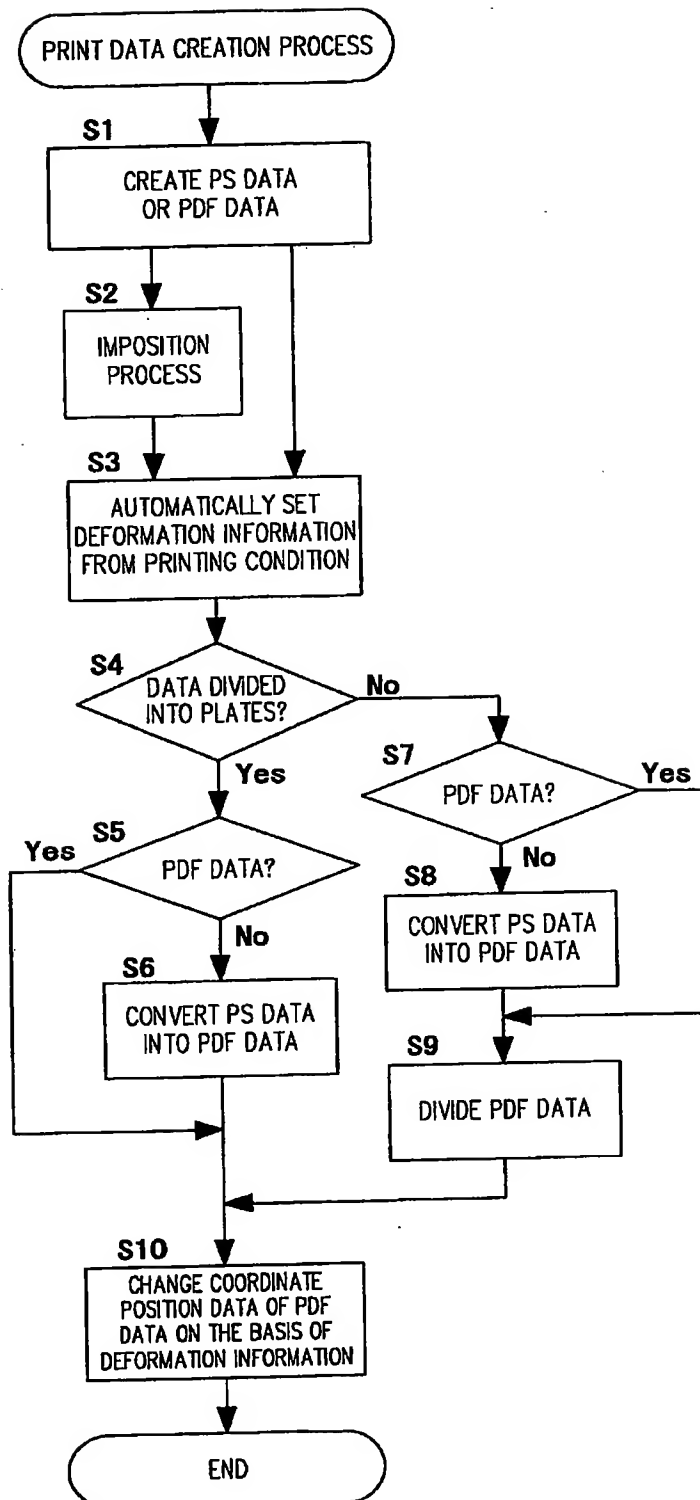 PRINT DATA CREATION PROCESS
S1
CREATE PS DATA
OR PDF DATA
S2
IMPOSITION
PROCESS
S3
AUTOMATICALLY SET
DEFORMATION INFORMATION
FROM PRINTING CONDITION
S4
DATA DIVIDED
INTO PLATES?
No
Yes
S7
PDF DATA?
Yes
No
S5
Yes
PDF DATA?
No
S8
CONVERT PS DATA
INTO PDF DATA
S6
CONVERT PS DATA
INTO PDF DATA
S9
DIVIDE PDF DATA
S10
CHANGE COORDINATE
POSITION DATA OF PDF
DATA ON THE BASIS OF
DEFORMATION INFORMATION
END